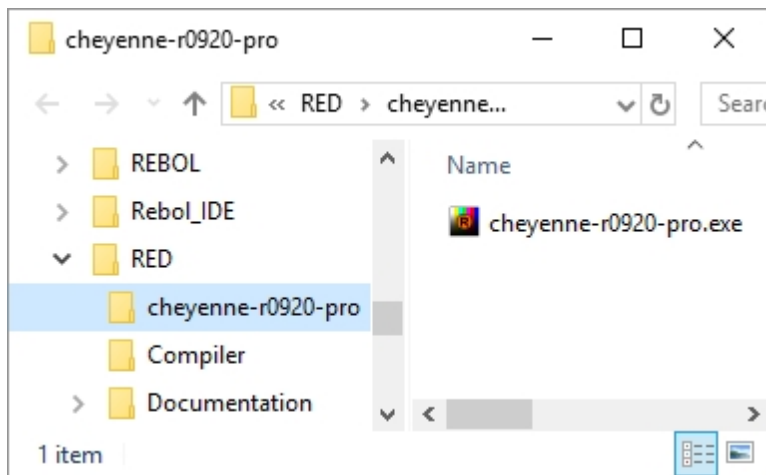 cheyenne-r0920-pro
« RED > cheyenne...
Sear
REBOL
Rebol_IDE
RED
cheyenne-r0920-pro
Compiler
Documentation
Name
cheyenne-r0920-pro.exe
1 item